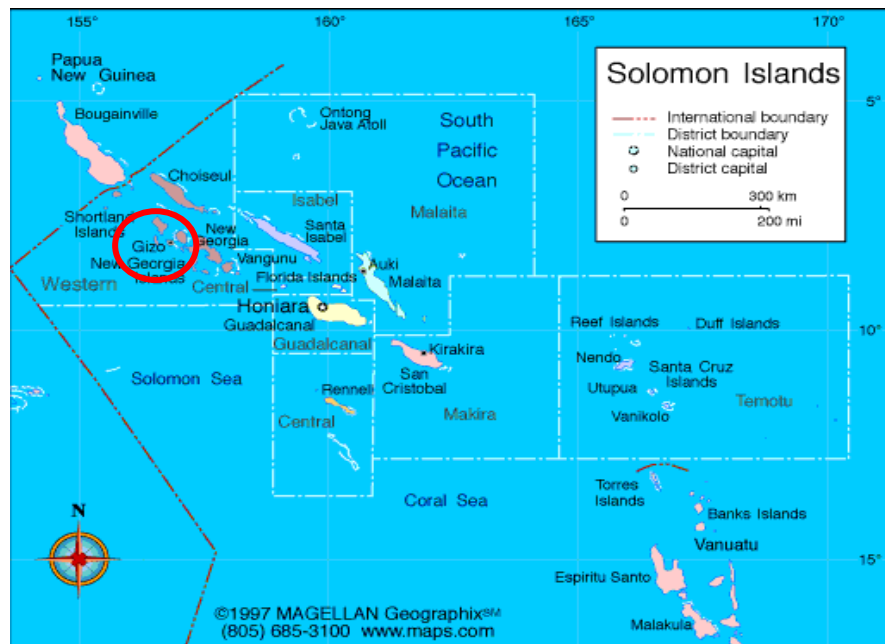 155°
160°
165°
170°
Papua
New Guinea
Bougainville
Ontong
Java Atoll
South
Pacific
Ocean
Solomon Islands
International boundary
District boundary
National capital
District capital
0 300 km
0 200 mi
5°
Choiseul
Isabel
Malaita
Shortland
Islands
New
Georgia
Santa
Isabel
Gizo
New Georgia
Islands
Vangunu
Florida Islands
Auki
Malaita
Western
Central
Honiara
Guadalcanal
Guadalcanal
10°
Reef Islands
Duff Islands
Kirakira
San
Cristobal
Nendo
Santa Cruz
Islands
Solomon Sea
Rennell
Utupua
Vanikolo
Temotu
Central
Makira
Coral Sea
Torres
Islands
Banks Islands
Vanuatu
N
15°
Espiritu Santo
Malakula
©1997 MAGELLAN Geographix℠
(805) 685-3100 www.maps.com